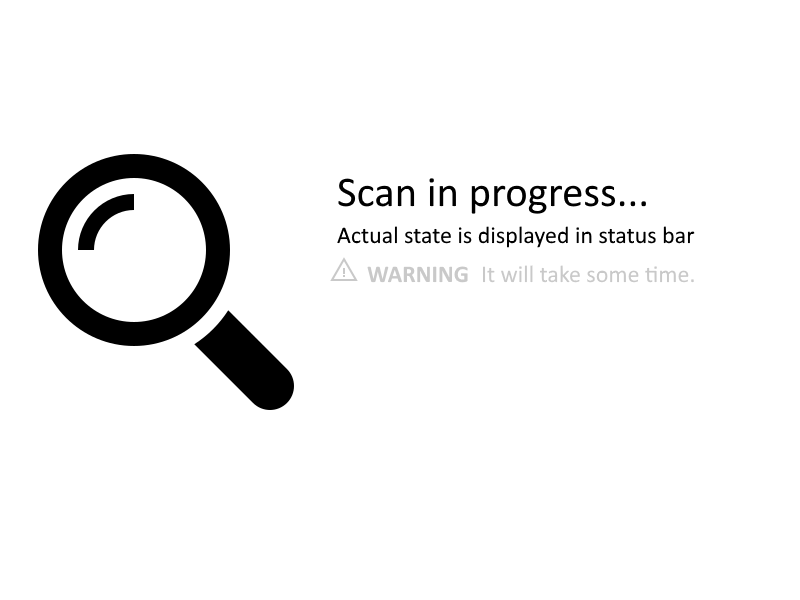 Scan in progress...
Actual state is displayed in status bar
WARNING It will take some time.